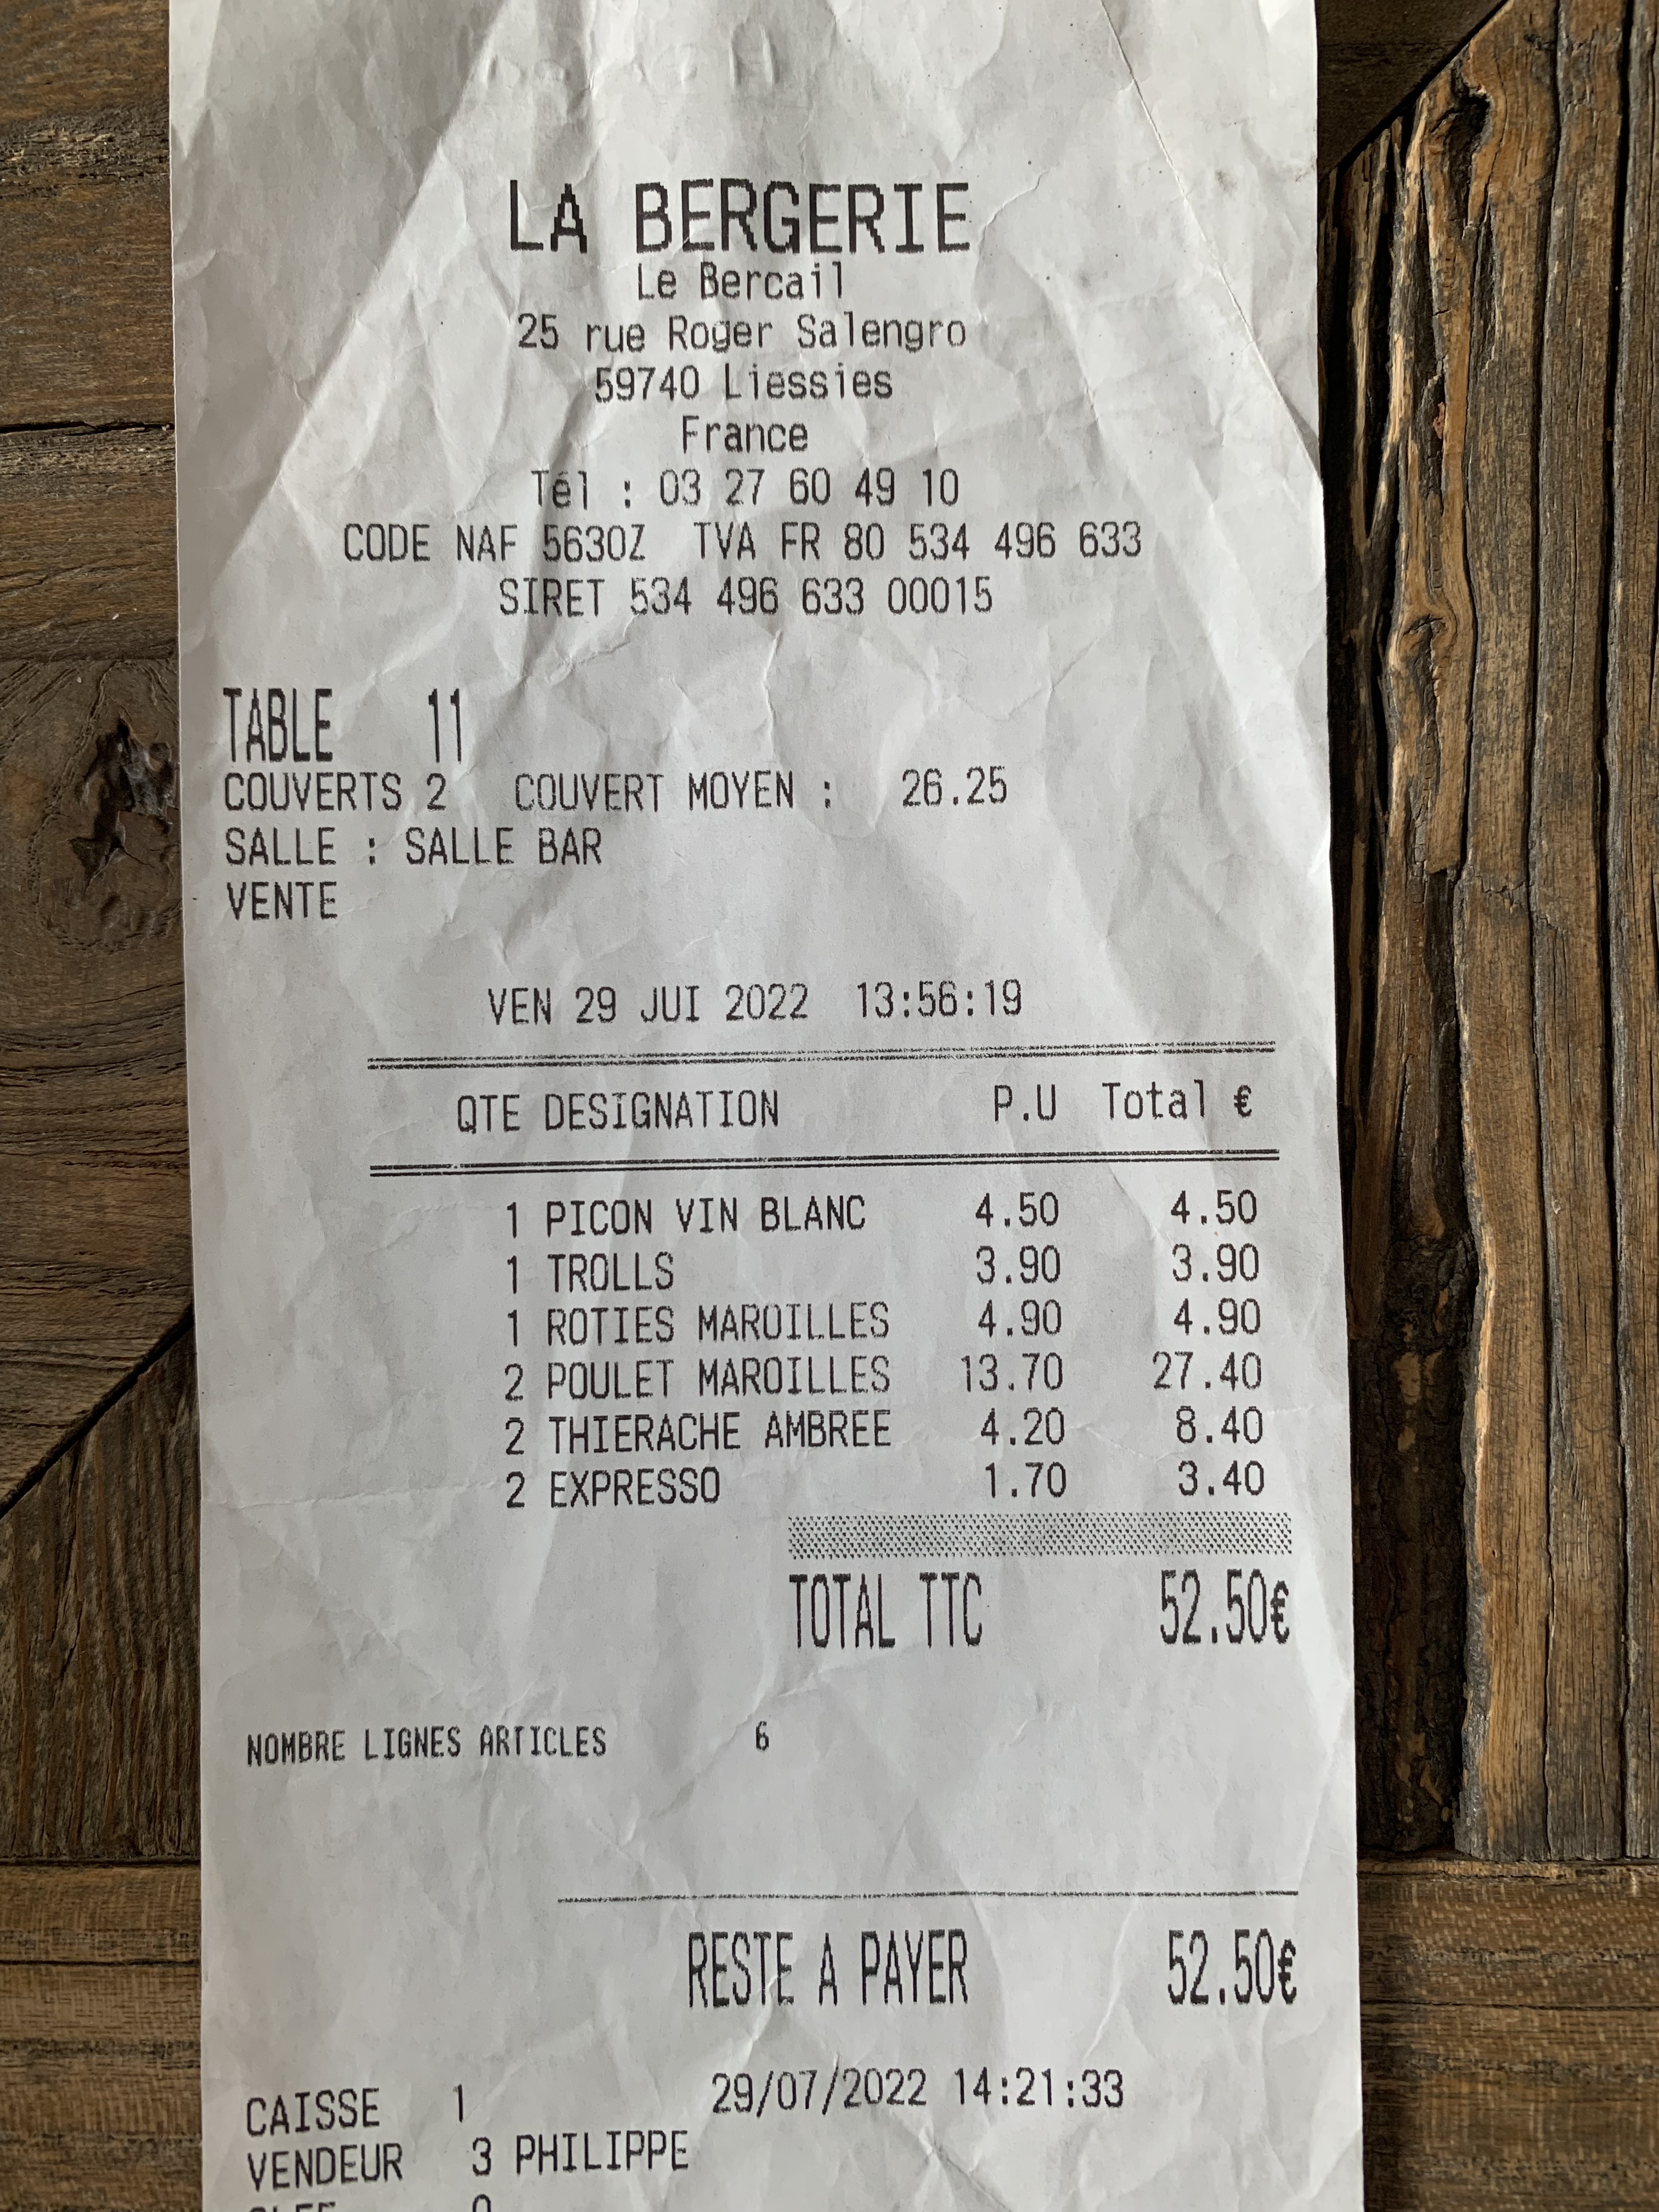 LA BERGERIE
Le Bercail
25 rue Roger Salengro
59740 Liessies
France
Tél : 03 27 60 49 10
CODE NAF 5630Z TVA FR 80 534 496 633
SIRET 534 496 633 00015
TABLE 11
COUVERTS 2 COUVERT MOYEN : 26.25
SALLE : SALLE BAR
VENTE
VEN 29 JUI 2022 13:56:19
QTE DESIGNATION P.U Total €
1 PICON VIN BLANC 4.50 4.50
1 TROLLS 3.90 3.90
1 ROTIES MAROILLES 4.90 4.90
2 POULET MAROILLES 13.70 27.40
2 THIERACHE AMBREE 4.20 8.40
2 EXPRESSO 1.70 3.40
TOTAL TTC 52.50€
NOMBRE LIGNES ARTICLES 6
RESTE A PAYER 52.50€
CAISSE 1 29/07/2022 14:21:33
VENDEUR 3 PHILIPPE